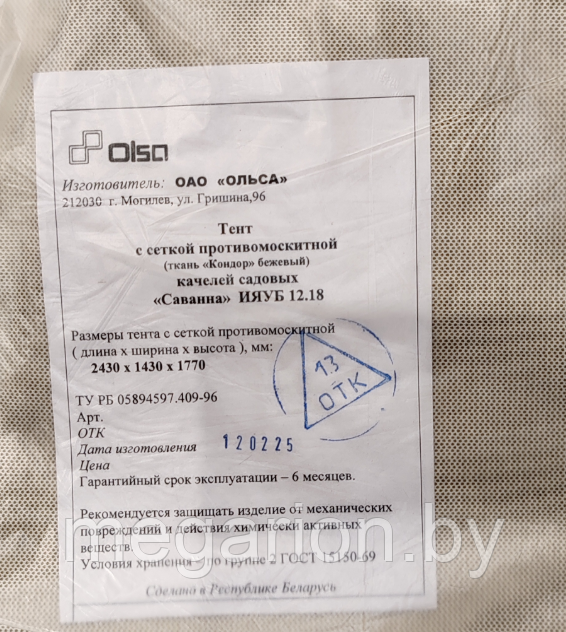 Olsa
Изготовитель: ОАО «ОЛЬСА»
212030 г. Могилев, ул. Гришина,96
Тент
с сеткой противомоскитной
(ткань «Кондор» бежевый)
качелей садовых
«Саванна» ИЯУБ 12.18
Размеры тента с сеткой противомоскитной
( длина х ширина х высота ), мм:
2430 х 1430 х 1770
13
ОТК
ТУ РБ 05894597.409-96
Арт.
ОТК
Дата изготовления 120225
Цена
Гарантийный срок эксплуатации – 6 месяцев.
Рекомендуется защищать изделие от механических
повреждений и действия химически активных
веществ.
Условия хранения – по группе 2 ГОСТ 15150-69
Сделано в Республике Беларусь
megation.by